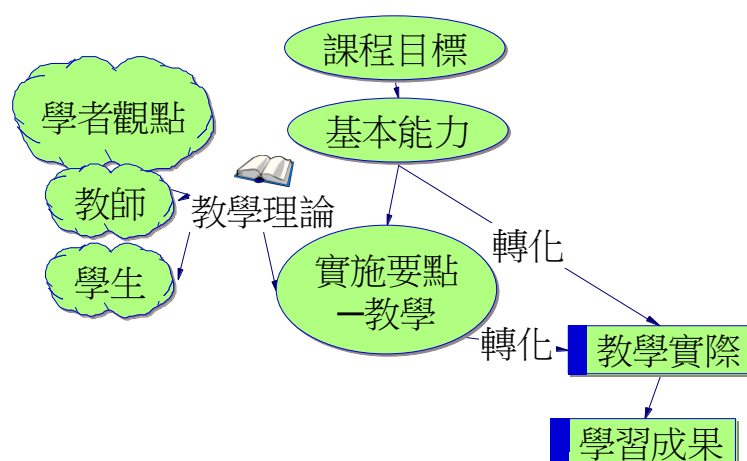 課程目標
學者觀點
基本能力
教師
教學理論
學生
實施要點
─教學
轉化
轉化
教學實際
學習成果